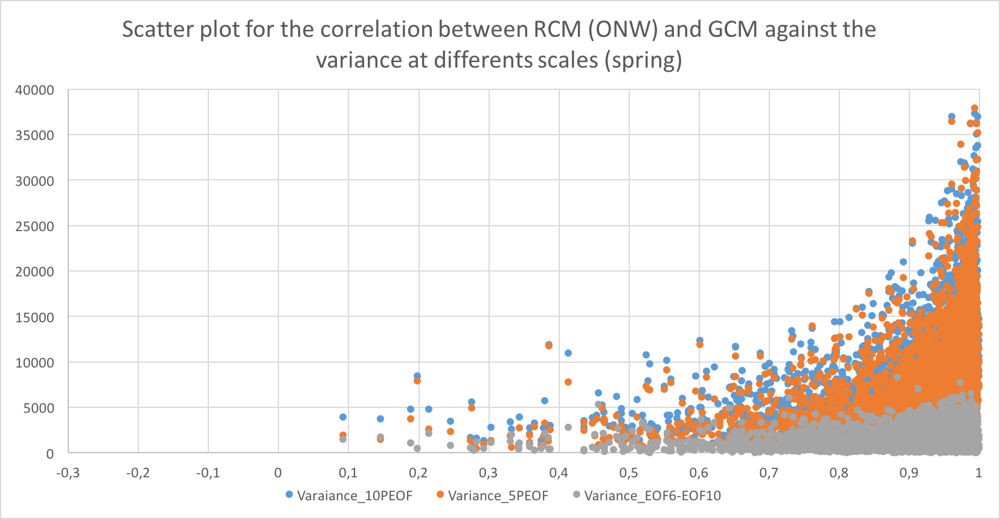 Scatter plot for the correlation between RCM (ONW) and GCM against the
variance at differents scales (spring)
40000
35000
30000
25000
20000
15000
10000
5000
0
-0,3 -0,2 -0,1 0 0,1 0,2 0,3 0,4 0,5 0,6 0,7 0,8 0,9 1
Varaiance_10PEOF Variance_5PEOF Variance_EOF6-EOF10